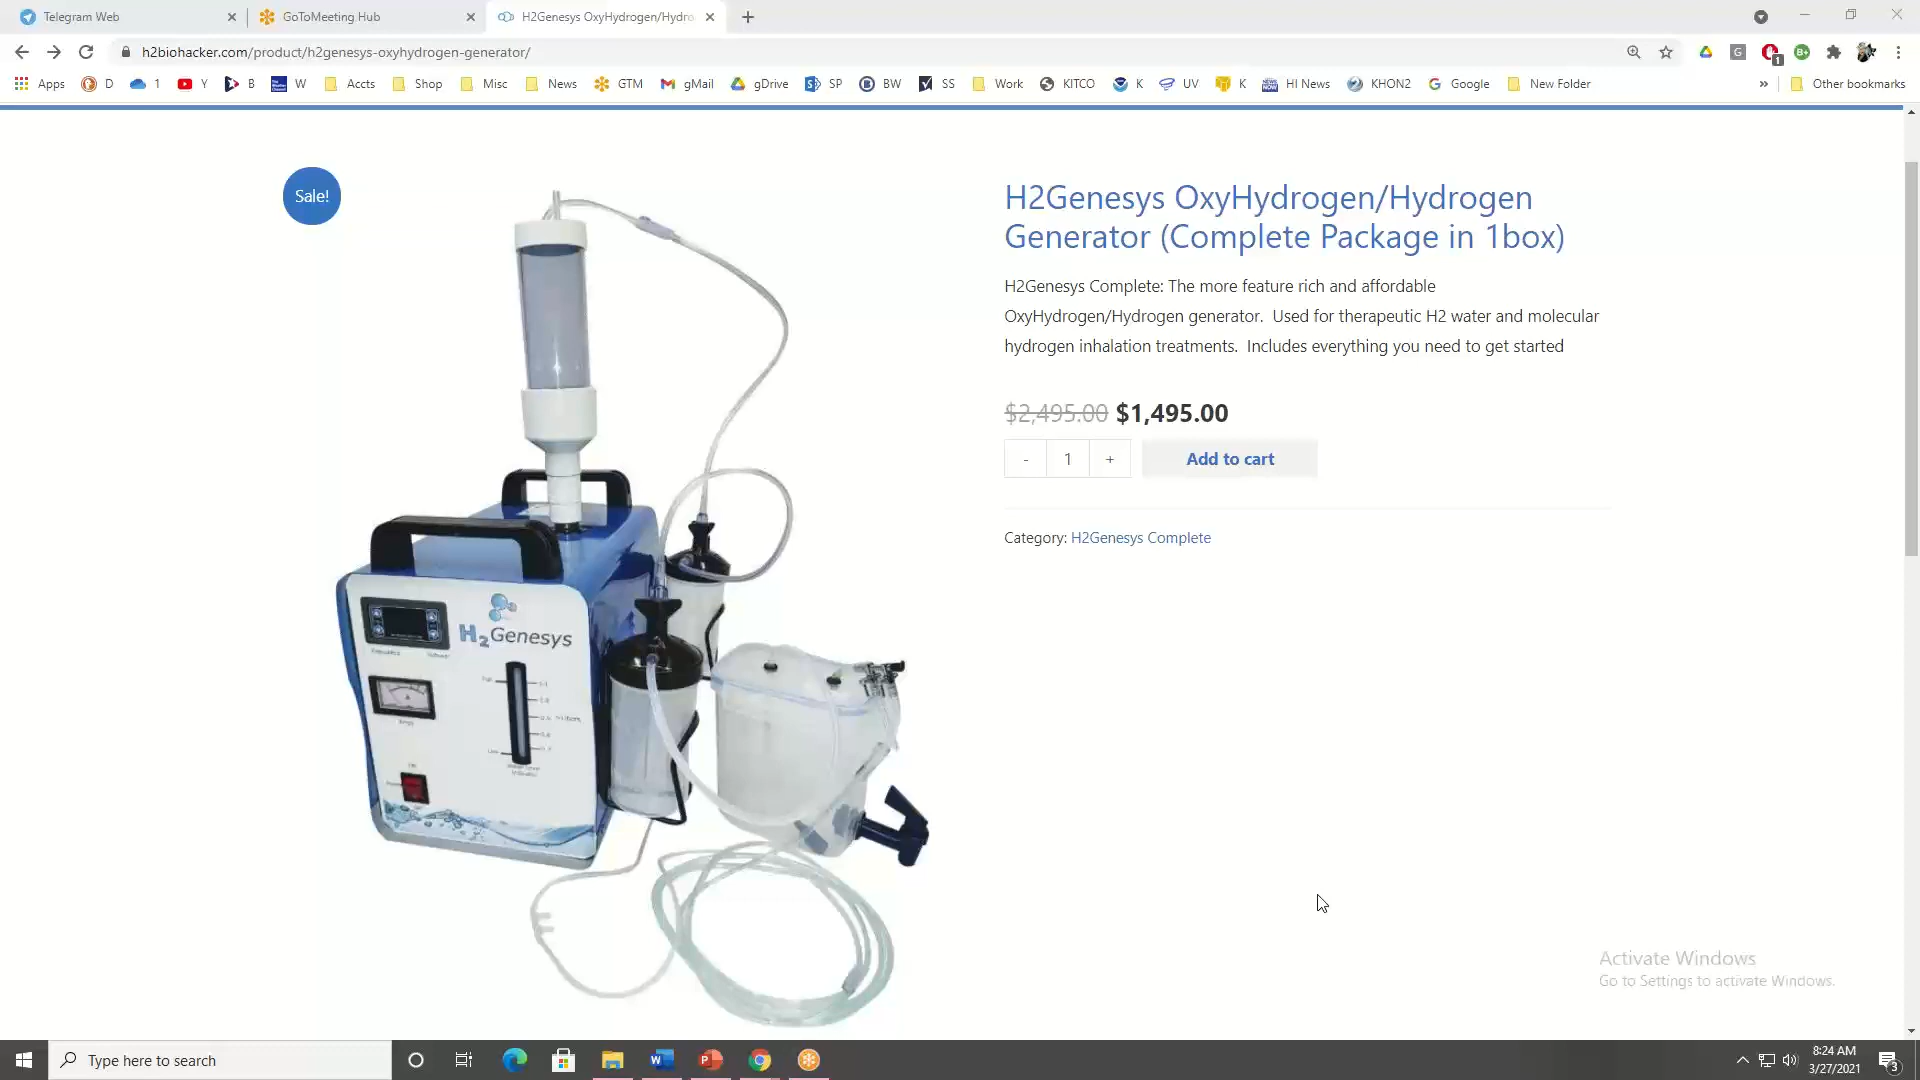 Telegram Web
GoToMeeting Hub
H2Genesys OxyHydrogen/Hydro
h2biohacker.com/product/h2genesys-oxyhydrogen-generator/
Apps D 1 Y B W Accts Shop Misc News GTM gMail gDrive SP BW SS Work KITCO K UV K HI News KHON2 Google New Folder » Other bookmarks
Sale!
H2Genesys OxyHydrogen/Hydrogen
Generator (Complete Package in 1box)
H2Genesys Complete: The more feature rich and affordable
OxyHydrogen/Hydrogen generator. Used for therapeutic H2 water and molecular
hydrogen inhalation treatments. Includes everything you need to get started
$2,495.00 $1,495.00
- 1 + Add to cart
Category: H2Genesys Complete
H2Genesys
Activate Windows
Go to Settings to activate Windows.
Type here to search
8:24 AM
3/27/2021
3